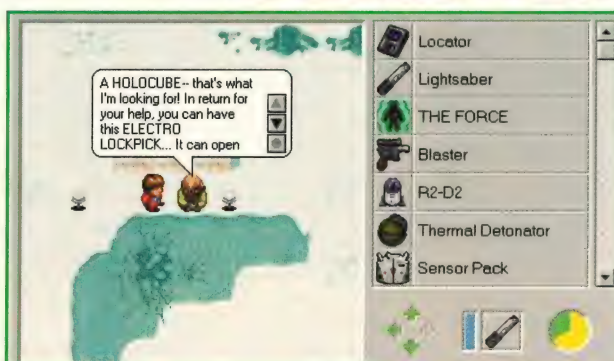 A HOLOCUBE-- that's what
I'm looking for! In return for
your help, you can have
this ELECTRO
LOCKPICK... It can open
Locator
Lightsaber
THE FORCE
Blaster
R2-D2
Thermal Detonator
Sensor Pack